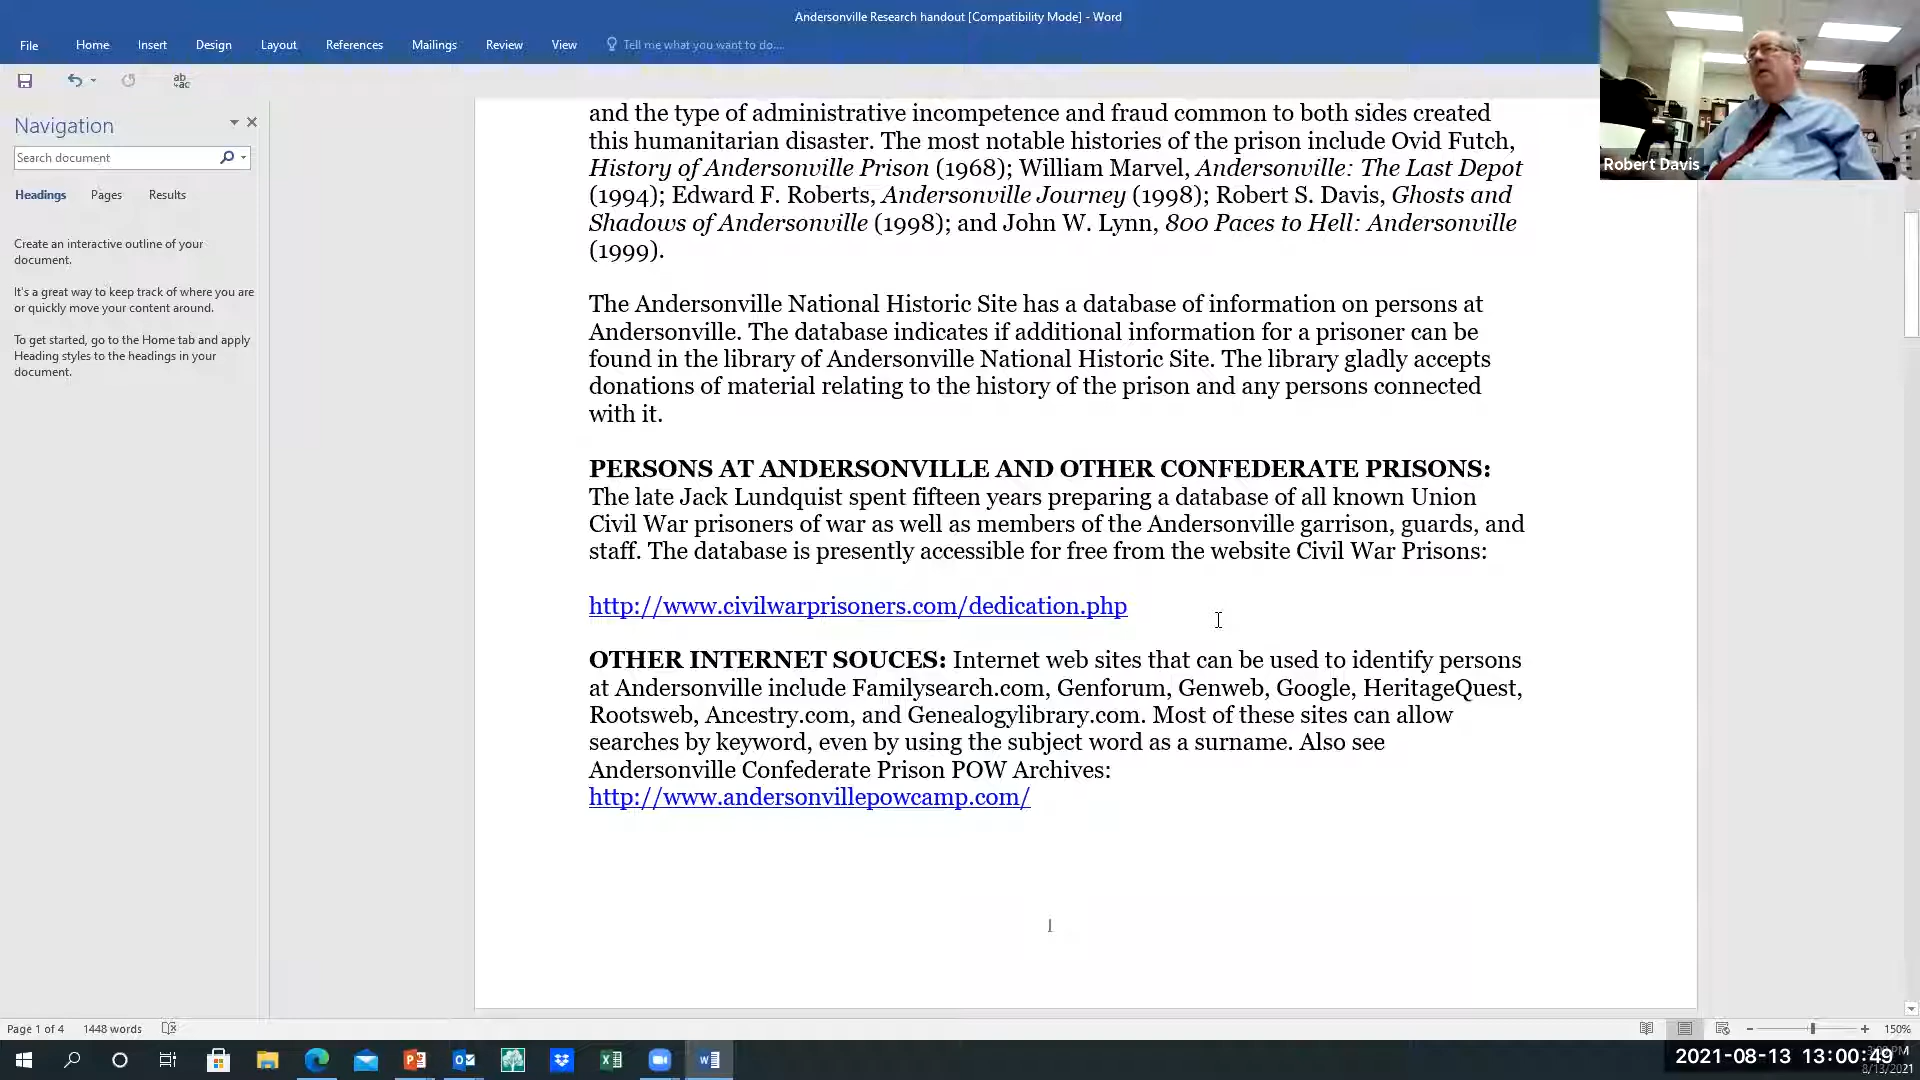 Andersonville Research handout [Compatibility Mode] - Word
File Home Insert Design Layout References Mailings Review View Tell me what you want to do....
ab
ac
Robert Davis
Navigation
Search document
Headings Pages Results
Create an interactive outline of your
document.
It's a great way to keep track of where you are
or quickly move your content around.
To get started, go to the Home tab and apply
Heading styles to the headings in your
document.
and the type of administrative incompetence and fraud common to both sides created
this humanitarian disaster. The most notable histories of the prison include Ovid Futch,
History of Andersonville Prison (1968); William Marvel, Andersonville: The Last Depot
(1994); Edward F. Roberts, Andersonville Journey (1998); Robert S. Davis, Ghosts and
Shadows of Andersonville (1998); and John W. Lynn, 800 Paces to Hell: Andersonville
(1999).
The Andersonville National Historic Site has a database of information on persons at
Andersonville. The database indicates if additional information for a prisoner can be
found in the library of Andersonville National Historic Site. The library gladly accepts
donations of material relating to the history of the prison and any persons connected
with it.
PERSONS AT ANDERSONVILLE AND OTHER CONFEDERATE PRISONS:
The late Jack Lundquist spent fifteen years preparing a database of all known Union
Civil War prisoners of war as well as members of the Andersonville garrison, guards, and
staff. The database is presently accessible for free from the website Civil War Prisons:
http://www.civilwarprisoners.com/dedication.php
OTHER INTERNET SOUCES: Internet web sites that can be used to identify persons
at Andersonville include Familysearch.com, Genforum, Genweb, Google, HeritageQuest,
Rootsweb, Ancestry.com, and Genealogylibrary.com. Most of these sites can allow
searches by keyword, even by using the subject word as a surname. Also see
Andersonville Confederate Prison POW Archives:
http://www.andersonvillepowcamp.com/
1
Page 1 of 4 1448 words 150%
2021-08-13 13:00:49
8/13/2021